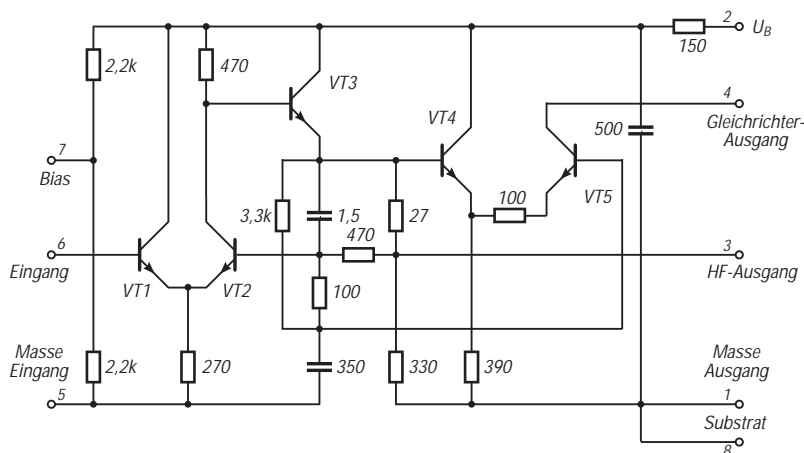 2
U_B
150
2,2k
470
VT3
4
Gleichrichter-
Ausgang
VT4
500
7
Bias
VT5
3,3k
1,5
27
100
6
Eingang
470
3
HF-Ausgang
VT1
VT2
100
Masse
Eingang
2,2k
270
350
330
390
Masse
Ausgang
5
1
Substrat
8